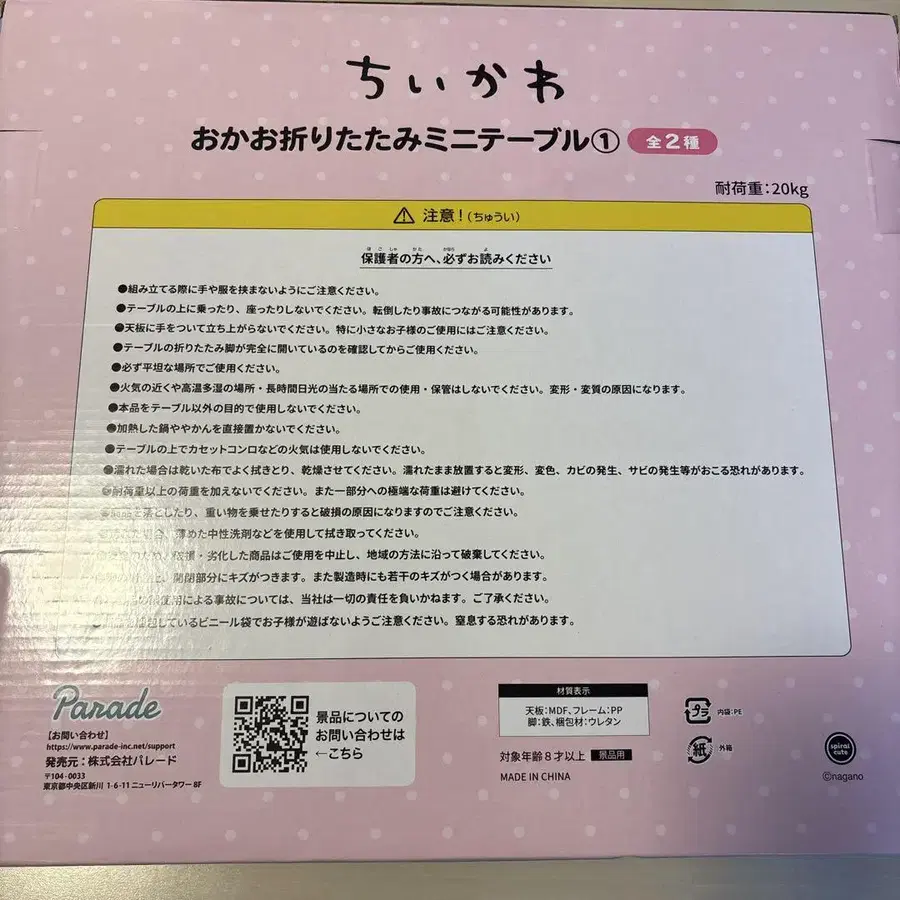 ちいかわ
おかお折りたたみミニテーブル① 全2種
耐荷重:20kg
注意!(ちゅうい)
保護者の方へ、必ずお読みください
●組み立てる際に手や服を挟まないようにご注意ください。
●テーブルの上に乗ったり、座ったりしないでください。転倒したり事故につながる可能性があります。
●天板に手をついて立ち上がらないでください。特に小さなお子様のご使用にはご注意ください。
●テーブルの折りたたみ脚が完全に開いているのを確認してからご使用ください。
●必ず平坦な場所でご使用ください。
●火気の近くや高温多湿の場所・長時間日光の当たる場所での使用・保管はしないでください。変形・変質の原因になります。
●本品をテーブル以外の目的で使用しないでください。
●加熱した鍋ややかんを直接置かないでください。
●テーブルの上でカセットコンロなどの火気は使用しないでください。
●濡れた場合は乾いた布でよく拭きとり、乾燥させてください。濡れたまま放置すると変形、変色、カビの発生、サビの発生等がおこる恐れがあります。
●耐荷重以上の荷重を加えないでください。また一部分への極端な荷重は避けてください。
落としたり、重い物を乗せたりすると破損の原因になりますのでご注意ください。
薄めた中性洗剤などを使用して拭き取ってください。
破損・劣化した商品はご使用を中止し、地域の方法に沿って破棄してください。
開閉部分にキズがつきます。また製造時にも若干のキズがつく場合があります。
による事故については、当社は一切の責任を負いかねます。ご了承ください。
しているビニール袋でお子様が遊ばないようご注意ください。窒息する恐れがあります。
Parade
【お問い合わせ】
https://www.parade-inc.net/support
発売元:株式会社パレード
〒104-0033
東京都中央区新川 1-6-11 ニューリバータワー 8F
景品についての
お問い合わせは
←こちら
材質表示
天板:MDF、フレーム:PP
脚:鉄、梱包材:ウレタン
対象年齢8才以上 景品用
MADE IN CHINA
プラ 内袋:PE
紙 外箱
spiral
cute
©nagano